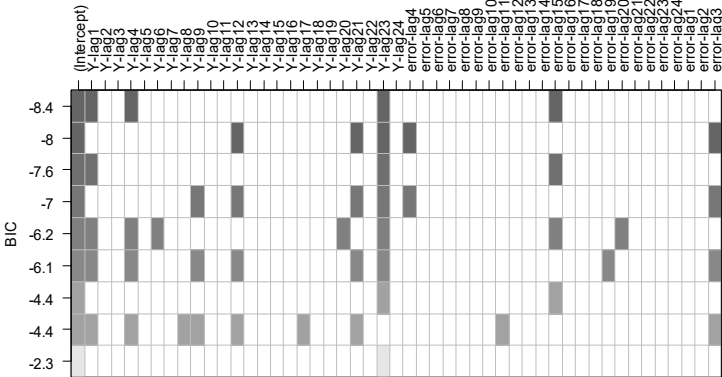 (Intercept)
Y-lag1
Y-lag2
Y-lag3
Y-lag4
Y-lag5
Y-lag6
Y-lag7
Y-lag8
Y-lag9
Y-lag10
Y-lag11
Y-lag12
Y-lag13
Y-lag14
Y-lag15
Y-lag16
Y-lag17
Y-lag18
Y-lag19
Y-lag20
Y-lag21
Y-lag22
Y-lag23
Y-lag24
error-lag4
error-lag5
error-lag6
error-lag7
error-lag8
error-lag9
error-lag10
error-lag11
error-lag12
error-lag13
error-lag14
error-lag15
error-lag16
error-lag17
error-lag18
error-lag19
error-lag20
error-lag21
error-lag22
error-lag23
error-lag24
error-lag1
error-lag2
error-lag3
-8.4
-8
-7.6
-7
-6.2
-6.1
-4.4
-4.4
-2.3
BIC